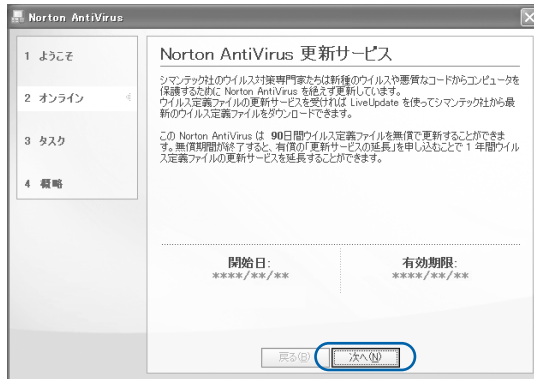 Norton AntiVirus
1 ようこそ
2 オンライン
3 タスク
4 概略
Norton AntiVirus 更新サービス
シマンテック社のウイルス対策専門家たちは新種のウイルスや悪質なコードからコンピュータを
保護するために Norton AntiVirus を絶えず更新しています。
ウイルス定義ファイルの更新サービスを受ければ LiveUpdate を使ってシマンテック社から最
新のウイルス定義ファイルをダウンロードできます。
この Norton AntiVirus は 90日間ウイルス定義ファイルを無償で更新することができま
す。無償期間が終了すると、有償の「更新サービスの延長」を申し込むことで 1 年間ウイル
ス定義ファイルの更新サービスを延長することができます。
開始日:
****/**/**
有効期限:
****/**/**
戻る(B)
次へ(N)